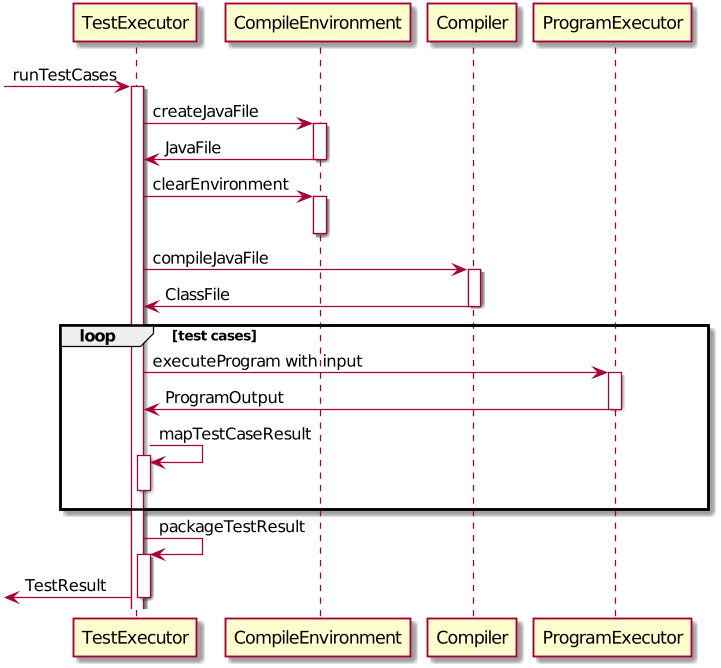 TestExecutor CompileEnvironment Compiler ProgramExecutor
runTestCases
createJavaFile
JavaFile
clearEnvironment
compileJavaFile
ClassFile
loop [test cases]
executeProgram with input
ProgramOutput
mapTestCaseResult
packageTestResult
TestResult
TestExecutor CompileEnvironment Compiler ProgramExecutor